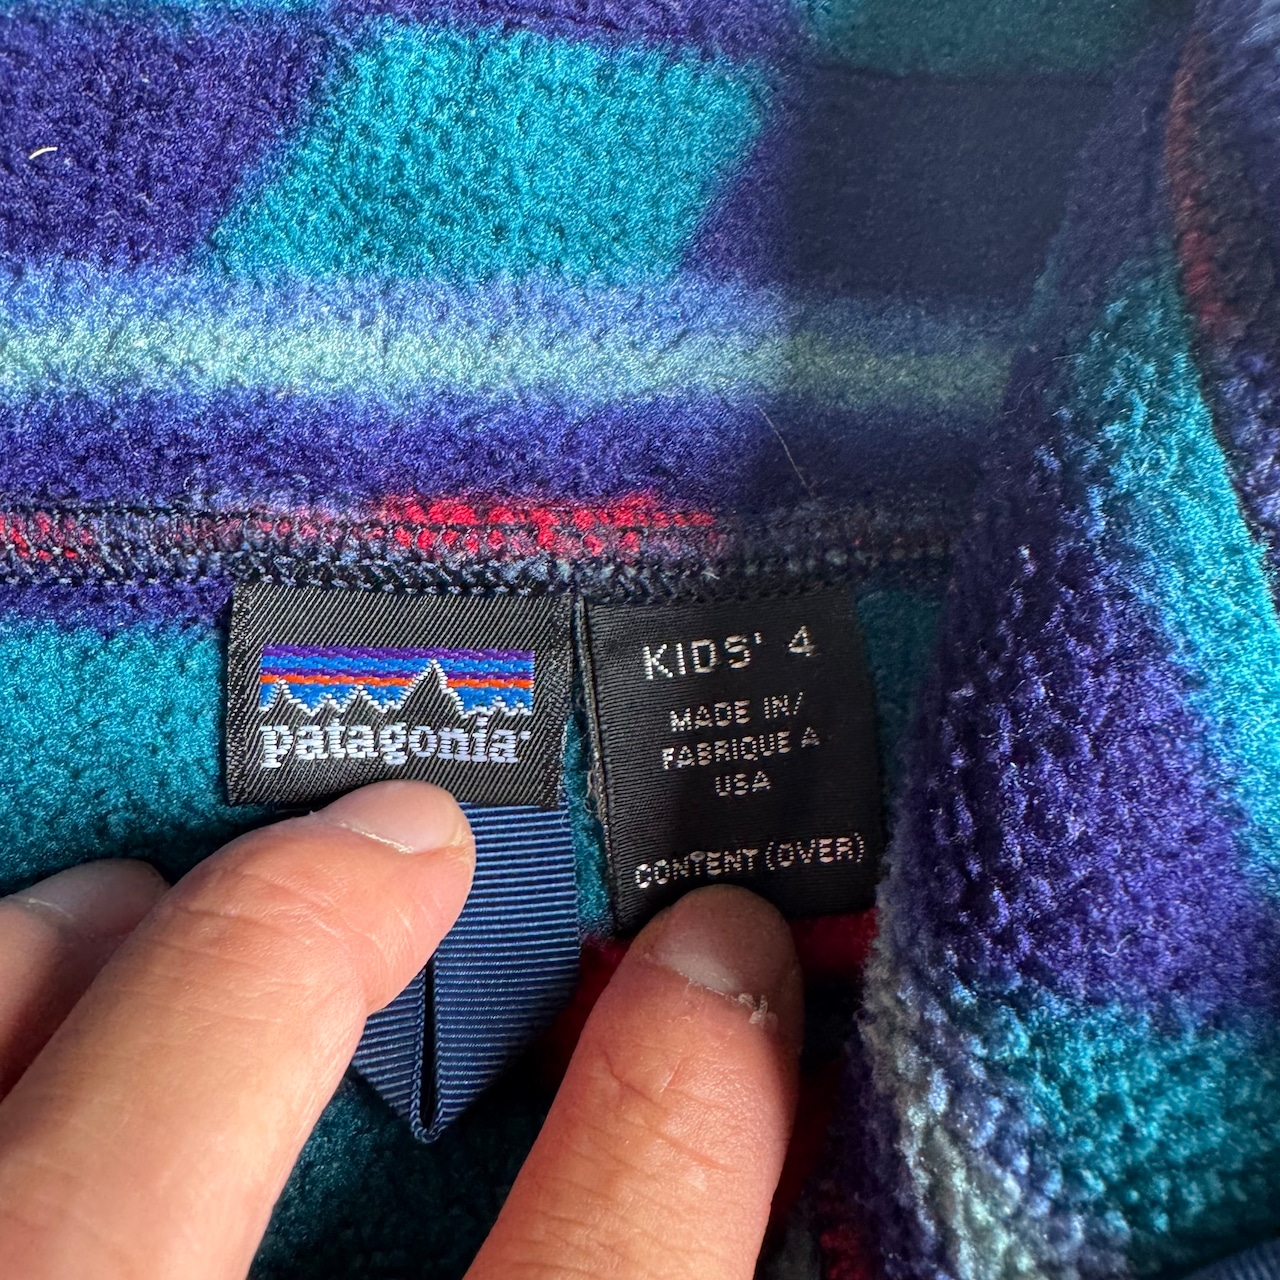 patagonia
KIDS' 4
MADE IN/
FABRIQUE A
USA
CONTENT (OVER)